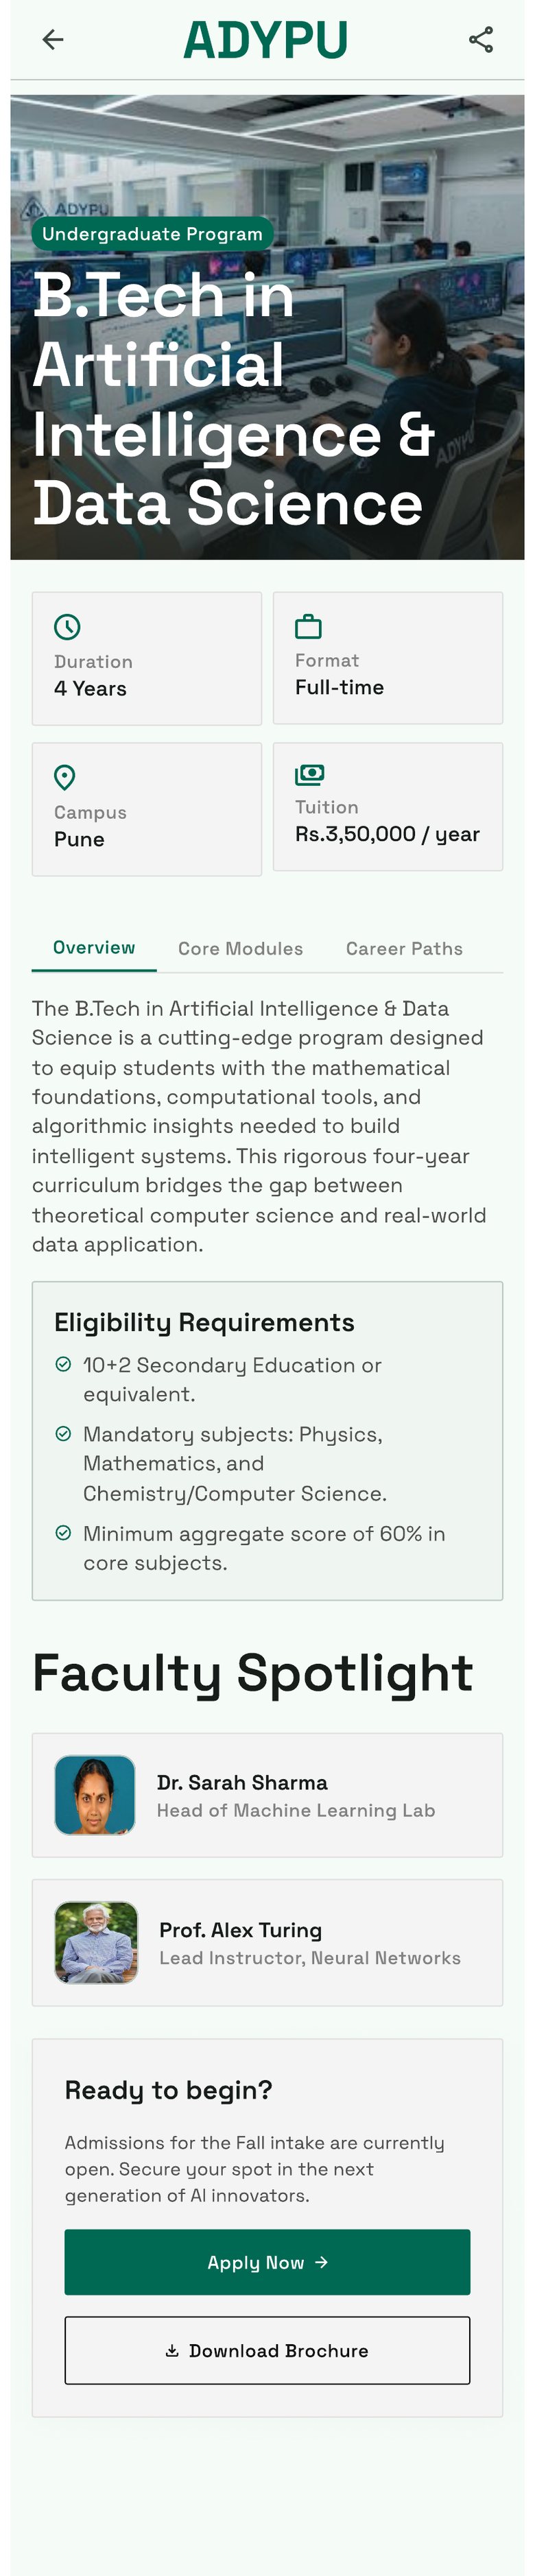 ADYPU
ADYPU
Undergraduate Program
B.Tech in
Artificial
Intelligence &
Data Science
ADYPU
Duration
4 Years
Format
Full-time
Campus
Pune
Tuition
Rs.3,50,000 / year
Overview
Core Modules
Career Paths
The B.Tech in Artificial Intelligence & Data
Science is a cutting-edge program designed
to equip students with the mathematical
foundations, computational tools, and
algorithmic insights needed to build
intelligent systems. This rigorous four-year
curriculum bridges the gap between
theoretical computer science and real-world
data application.
Eligibility Requirements
10+2 Secondary Education or
equivalent.
Mandatory subjects: Physics,
Mathematics, and
Chemistry/Computer Science.
Minimum aggregate score of 60% in
core subjects.
Faculty Spotlight
Dr. Sarah Sharma
Head of Machine Learning Lab
Prof. Alex Turing
Lead Instructor, Neural Networks
Ready to begin?
Admissions for the Fall intake are currently
open. Secure your spot in the next
generation of AI innovators.
Apply Now →
Download Brochure